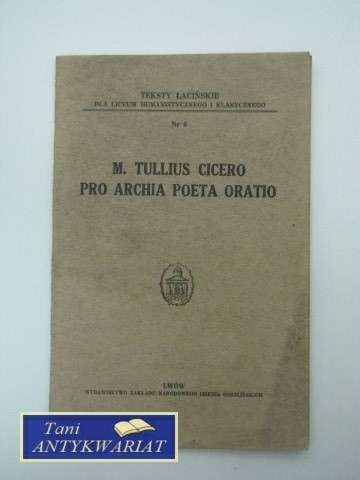 TEKSTY ŁACIŃSKIE
DLA LICEUM HUMANISTYCZNEGO I KLASYCZNEGO
Nr 6
M. TULLIUS CICERO
PRO ARCHIA POETA ORATIO
LWÓW
WYDAWNICTWO ZAKŁADU NARODOWEGO IMIENIA OSSOLIŃSKICH
Tani
ANTYKWARIAT